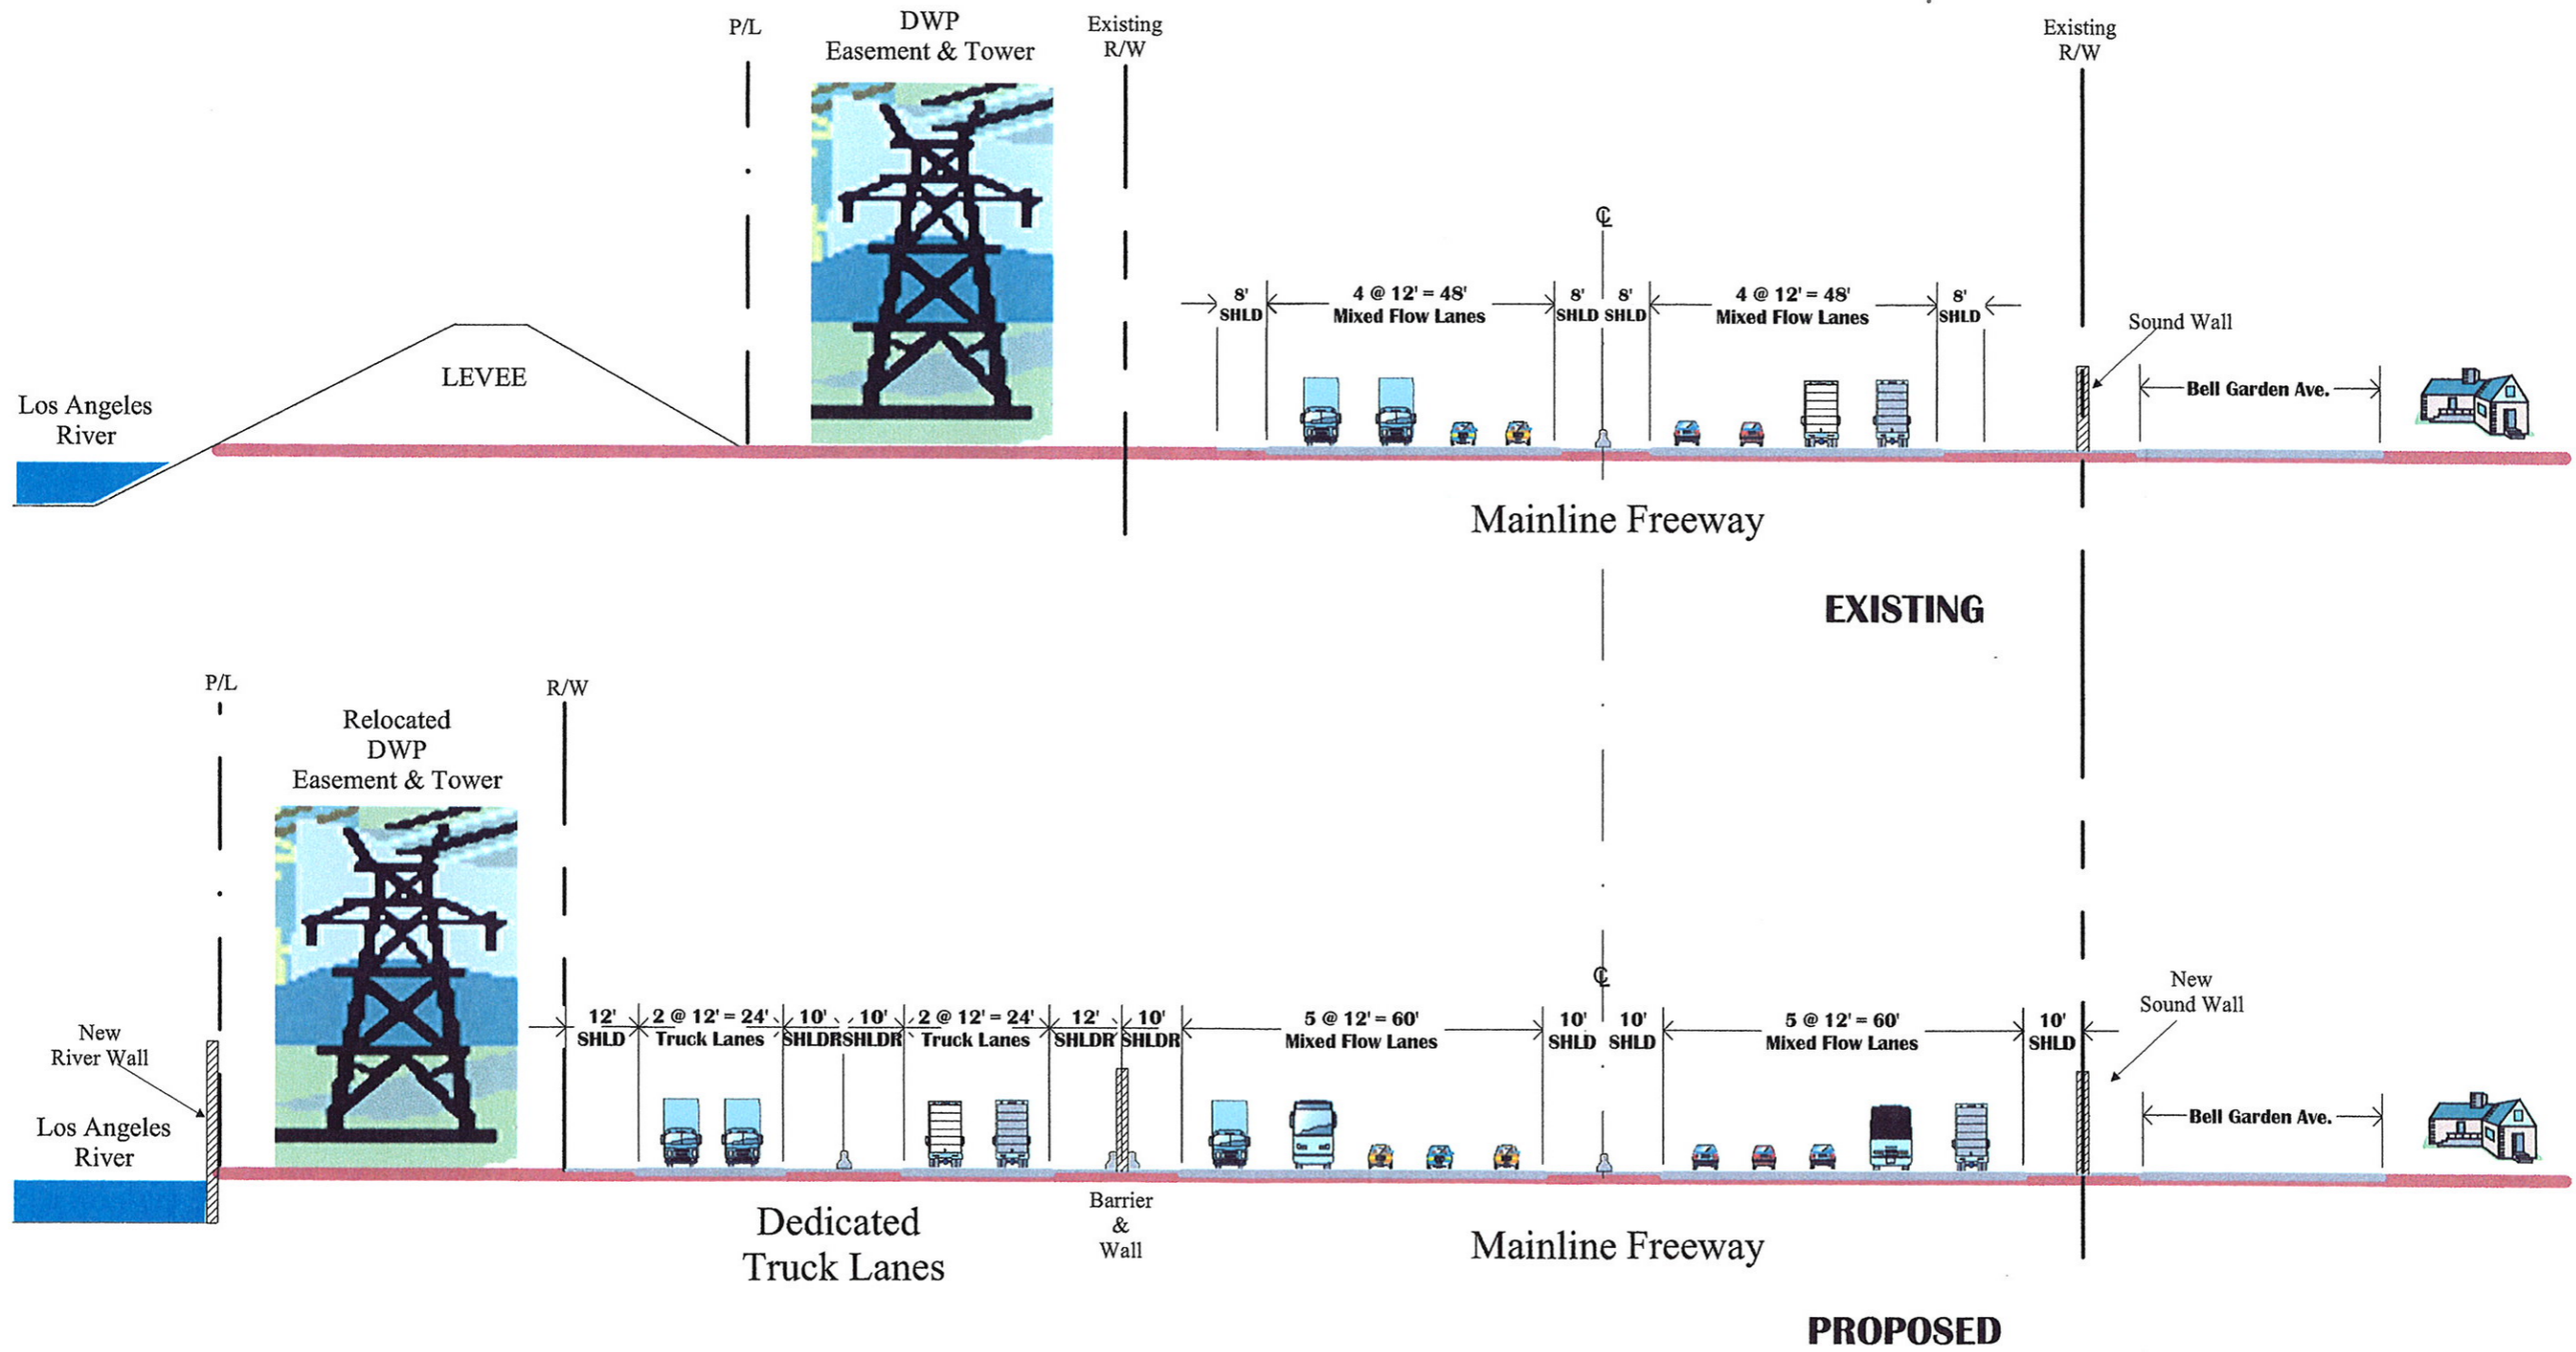 P/L
DWP
Easement & Tower
Existing
R/W
Existing
R/W
℄
8'
SHLD
4 @ 12' = 48'
Mixed Flow Lanes
8'
SHLD
8'
SHLD
4 @ 12' = 48'
Mixed Flow Lanes
8'
SHLD
Sound Wall
LEVEE
Bell Garden Ave.
Los Angeles
River
Mainline Freeway
EXISTING
P/L
R/W
Relocated
DWP
Easement & Tower
℄
New
Sound Wall
New
River Wall
12'
SHLD
2 @ 12' = 24'
Truck Lanes
10'
SHLDR
10'
SHLDR
2 @ 12' = 24'
Truck Lanes
12'
SHLDR
10'
SHLDR
5 @ 12' = 60'
Mixed Flow Lanes
10'
SHLD
10'
SHLD
5 @ 12' = 60'
Mixed Flow Lanes
10'
SHLD
Los Angeles
River
Bell Garden Ave.
Dedicated
Truck Lanes
Barrier
&
Wall
Mainline Freeway
PROPOSED